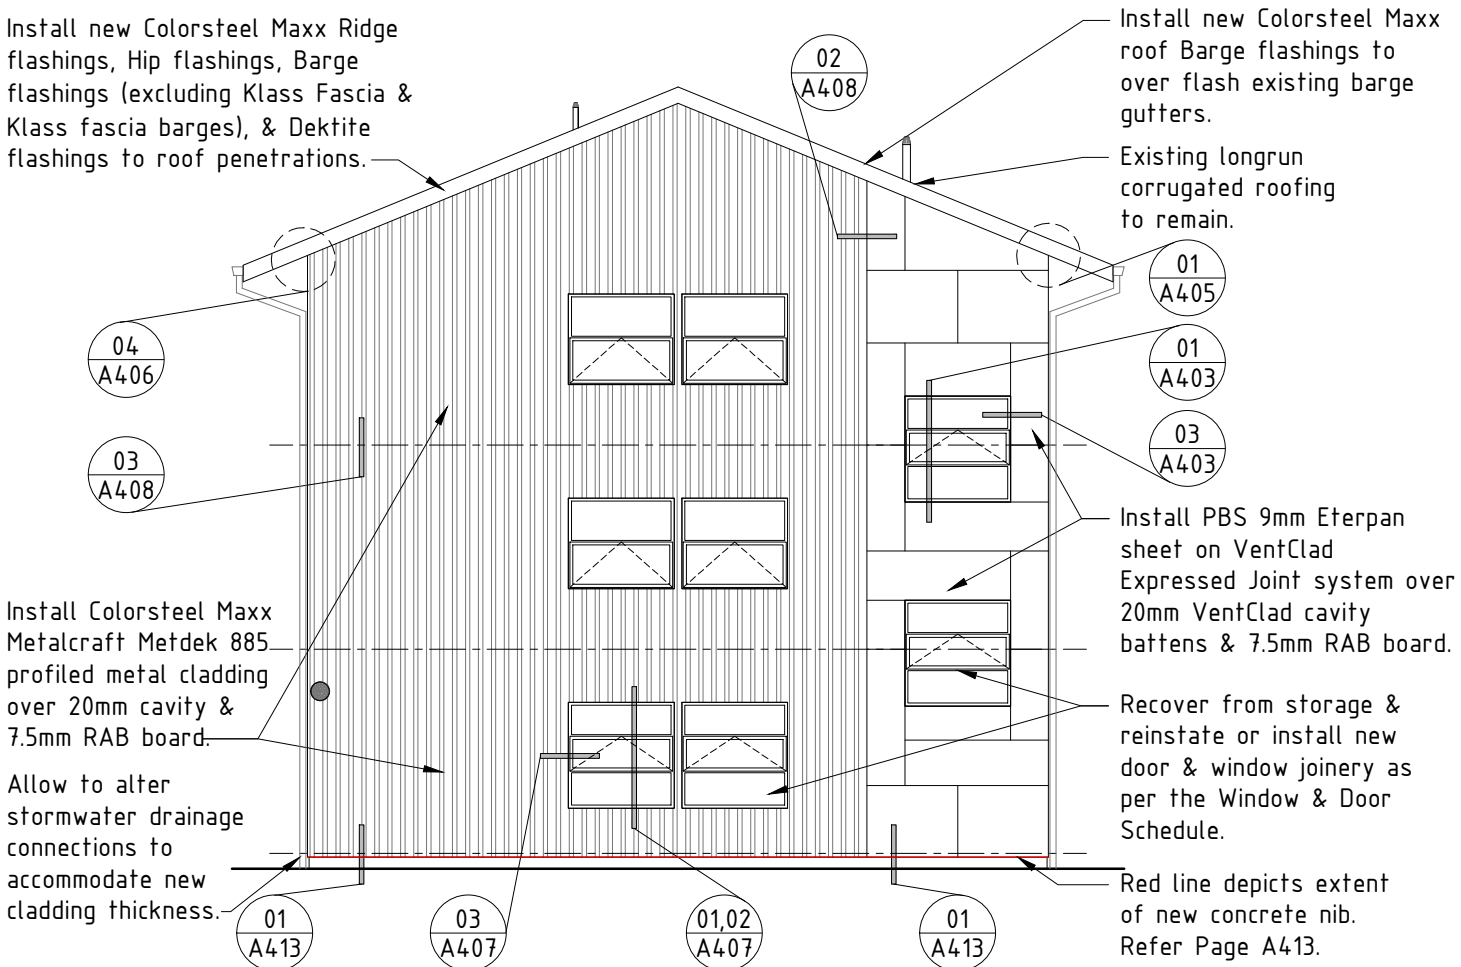 Install new Colorsteel Maxx Ridge
flashings, Hip flashings, Barge
flashings (excluding Klass Fascia &
Klass fascia barges), & Dektite
flashings to roof penetrations.
02
A408
Install new Colorsteel Maxx
roof Barge flashings to
over flash existing barge
gutters.
Existing longrun
corrugated roofing
to remain.
01
A405
04
A406
01
A403
03
A408
03
A403
Install PBS 9mm Eterpan
sheet on VentClad
Expressed Joint system over
20mm VentClad cavity
battens & 7.5mm RAB board.
Install Colorsteel Maxx
Metalcraft Metdek 885
profiled metal cladding
over 20mm cavity &
7.5mm RAB board.
Recover from storage &
reinstate or install new
door & window joinery as
per the Window & Door
Schedule.
Allow to alter
stormwater drainage
connections to
accommodate new
cladding thickness.
Red line depicts extent
of new concrete nib.
Refer Page A413.
01
A413
03
A407
01,02
A407
01
A413